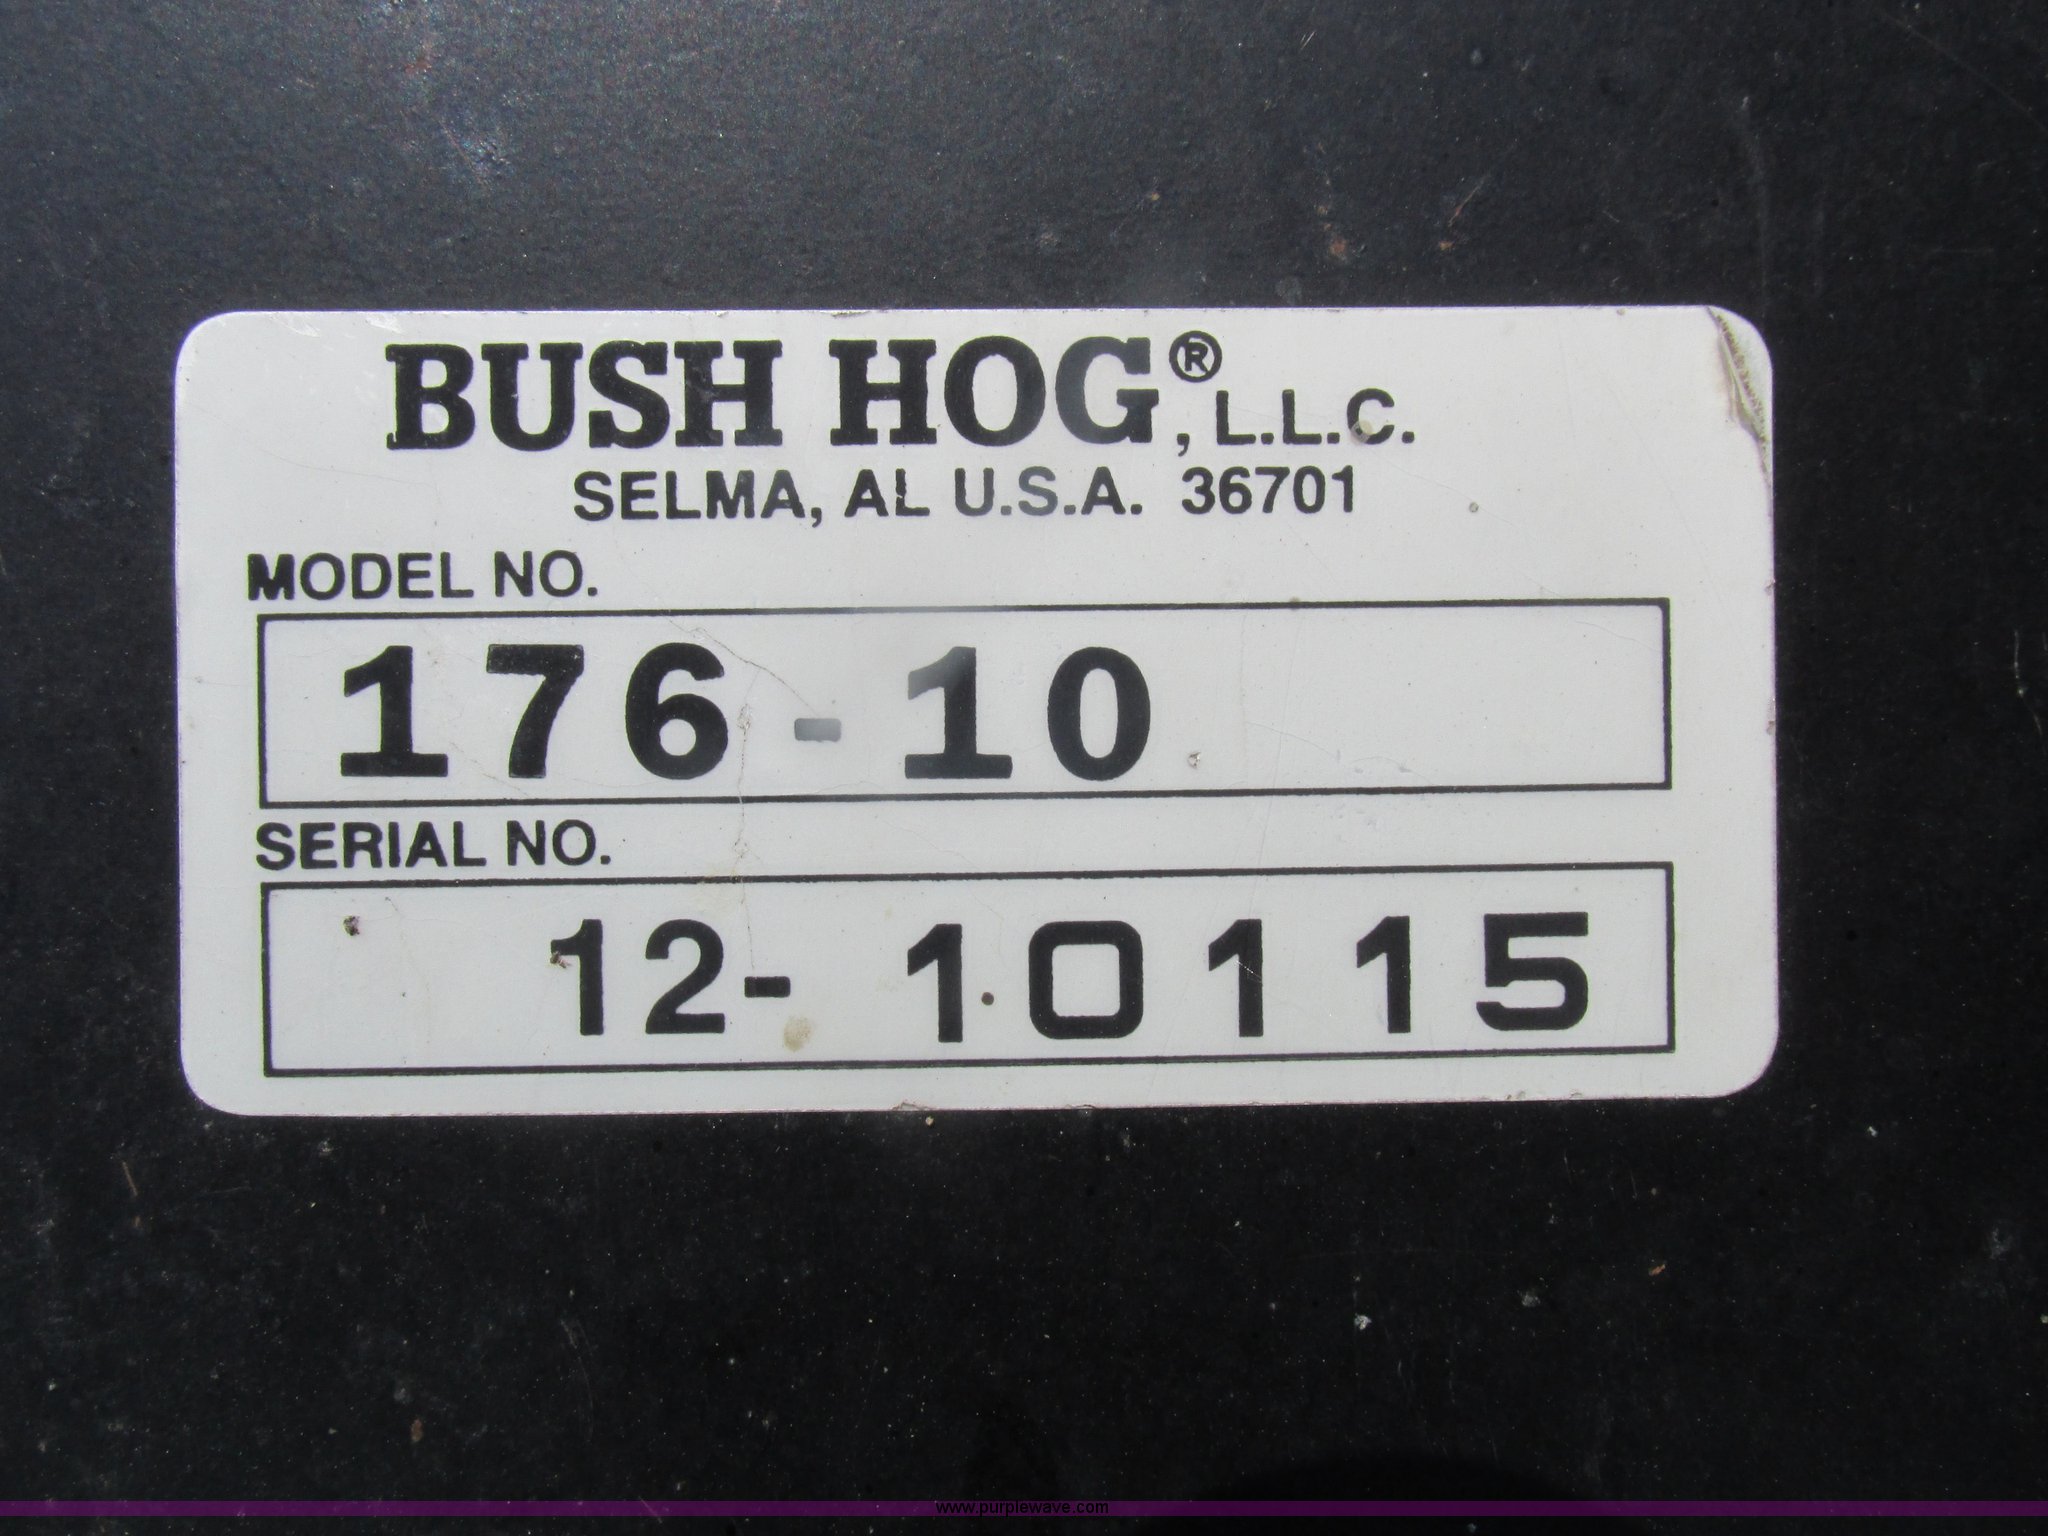 BUSH HOG®, L.L.C.
SELMA, AL U.S.A. 36701
MODEL NO.
176-10
SERIAL NO.
12- 10115
www.purplewave.com